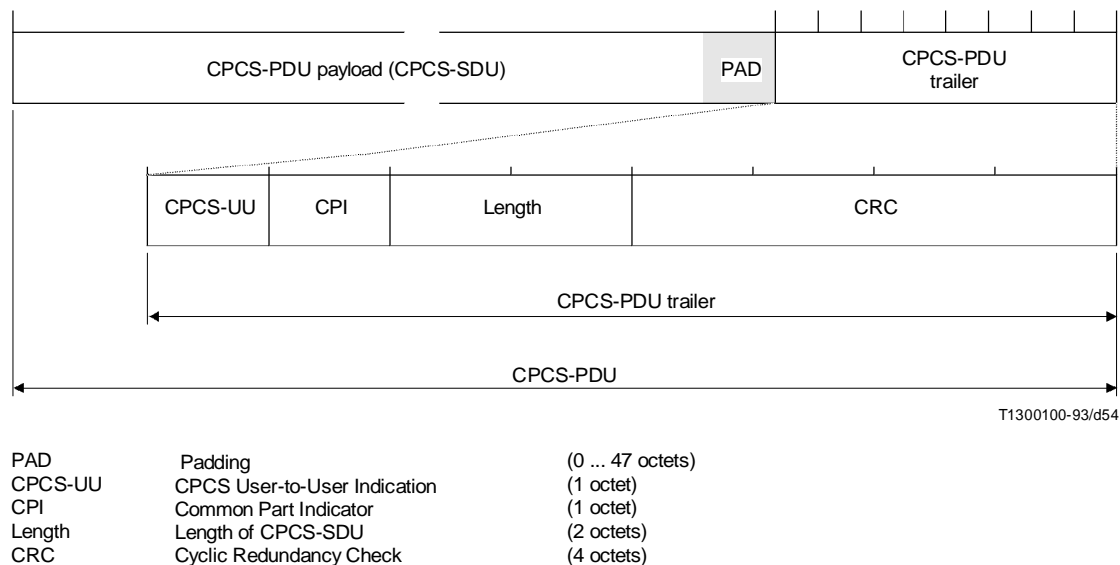 CPCS-PDU payload (CPCS-SDU)
PAD
CPCS-PDU
trailer
CPCS-UU
CPI
Length
CRC
CPCS-PDU trailer
CPCS-PDU
T1300100-93/d54
PAD Padding (0 ... 47 octets)
CPCS-UU CPCS User-to-User Indication (1 octet)
CPI Common Part Indicator (1 octet)
Length Length of CPCS-SDU (2 octets)
CRC Cyclic Redundancy Check (4 octets)